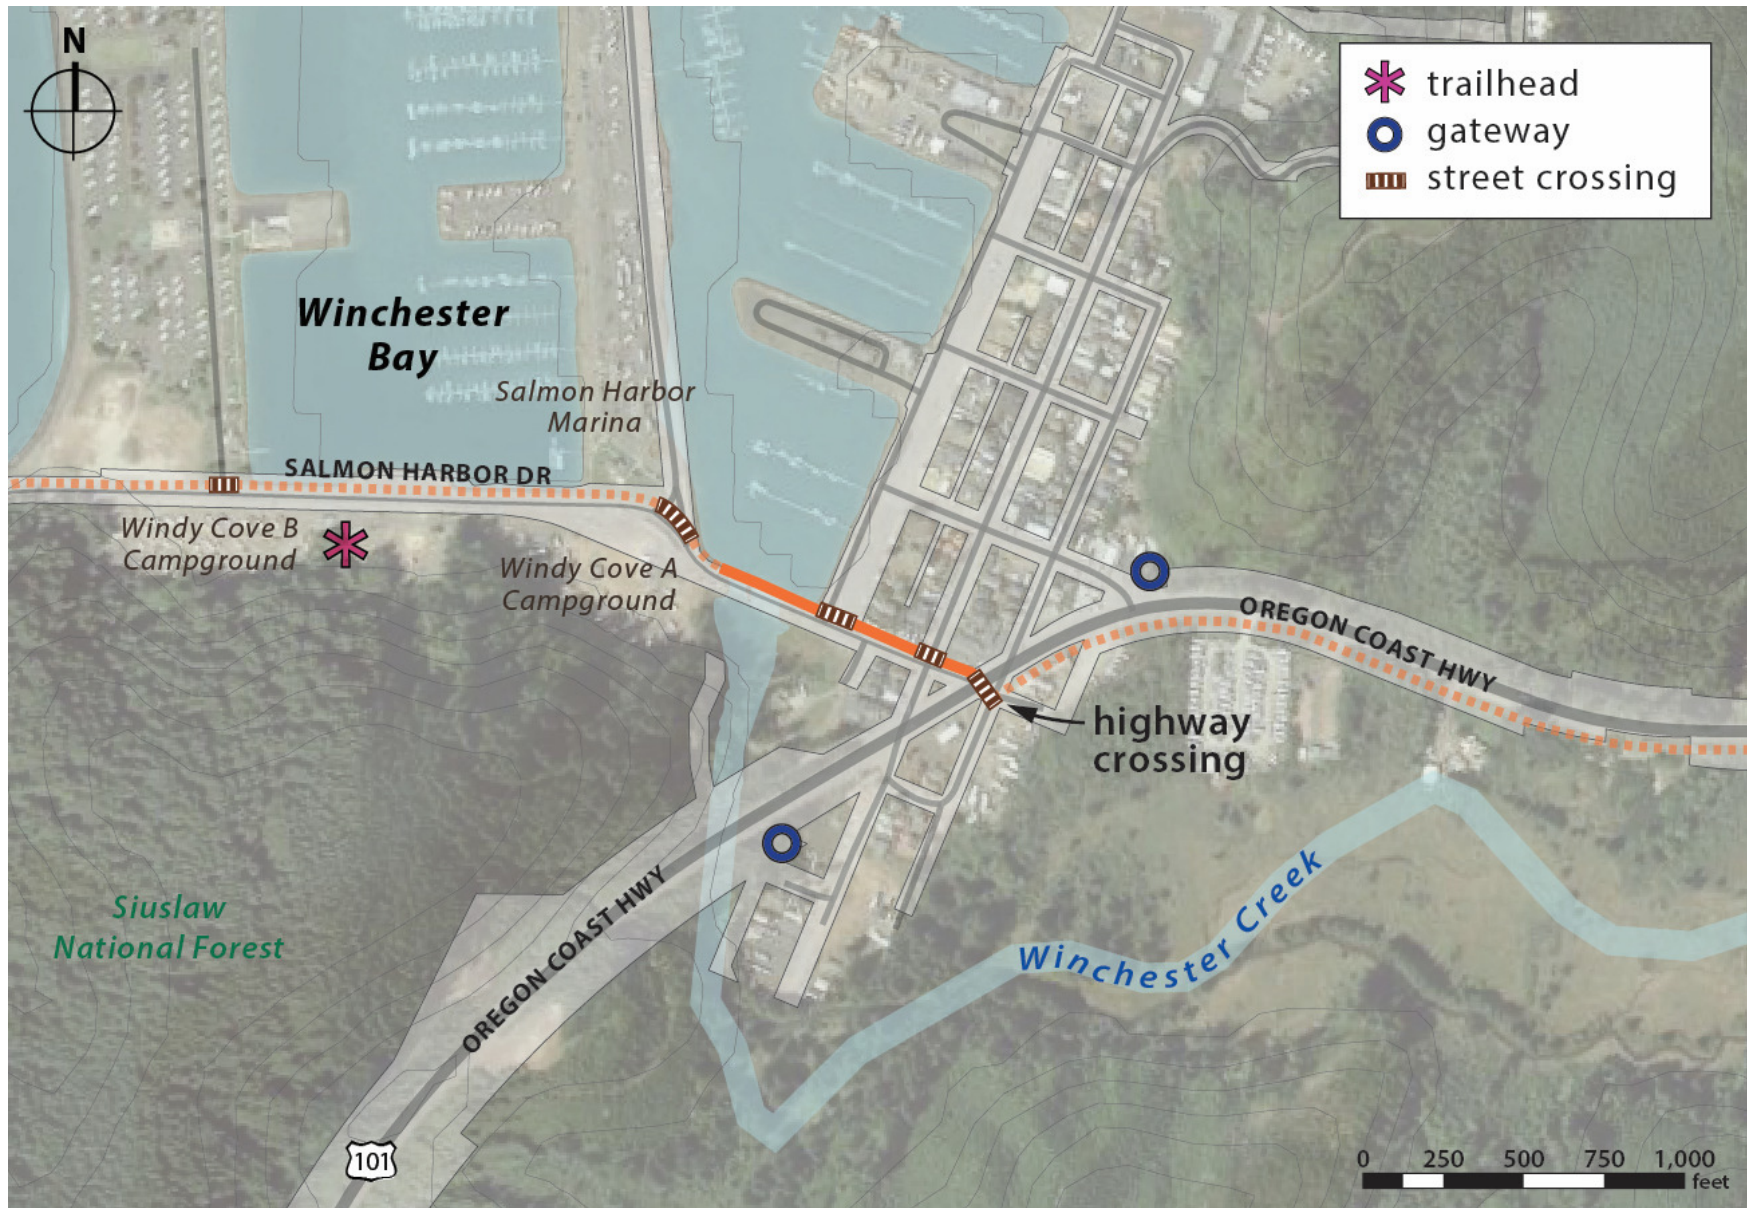 N
trailhead
gateway
street crossing
Winchester
Bay
Salmon Harbor
Marina
SALMON HARBOR DR
Windy Cove B
Campground
Windy Cove A
Campground
OREGON COAST HWY
highway
crossing
OREGON COAST HWY
Winchester Creek
Siuslaw
National Forest
101
0 250 500 750 1,000
feet